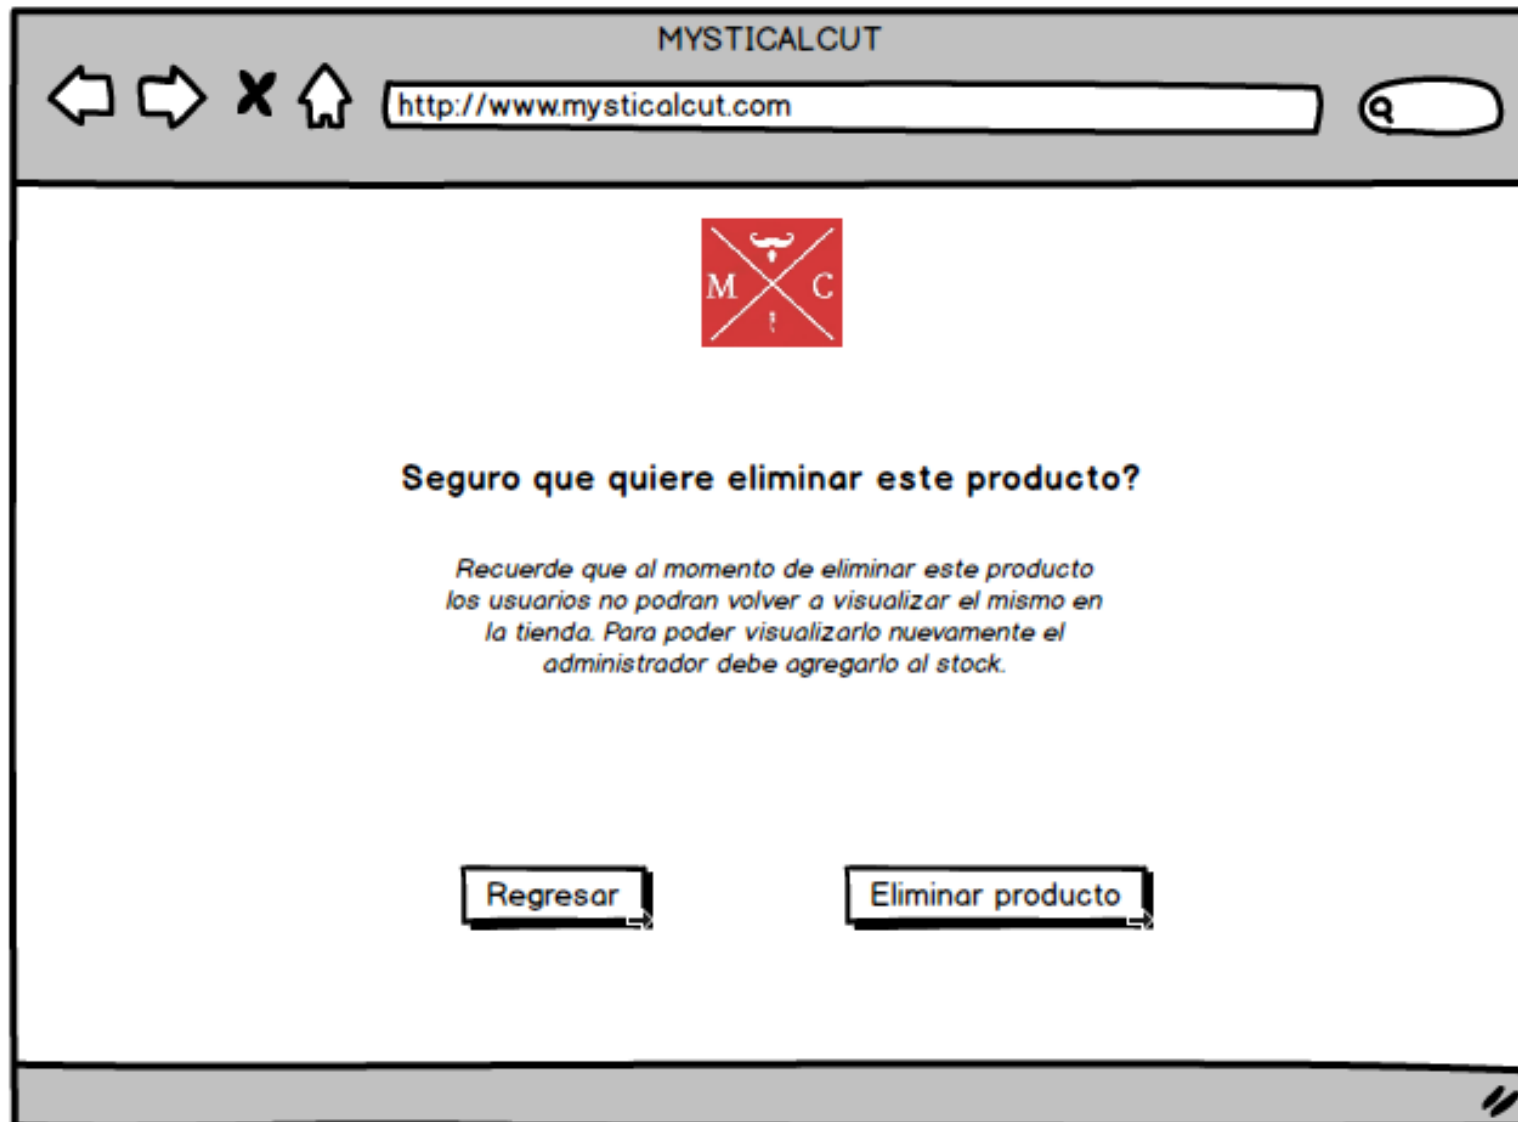 MYSTICALCUT
http://www.mysticalcut.com
M C
Seguro que quiere eliminar este producto?
Recuerde que al momento de eliminar este producto
los usuarios no podran volver a visualizar el mismo en
la tienda. Para poder visualizarlo nuevamente el
administrador debe agregarlo al stock.
Regresar
Eliminar producto